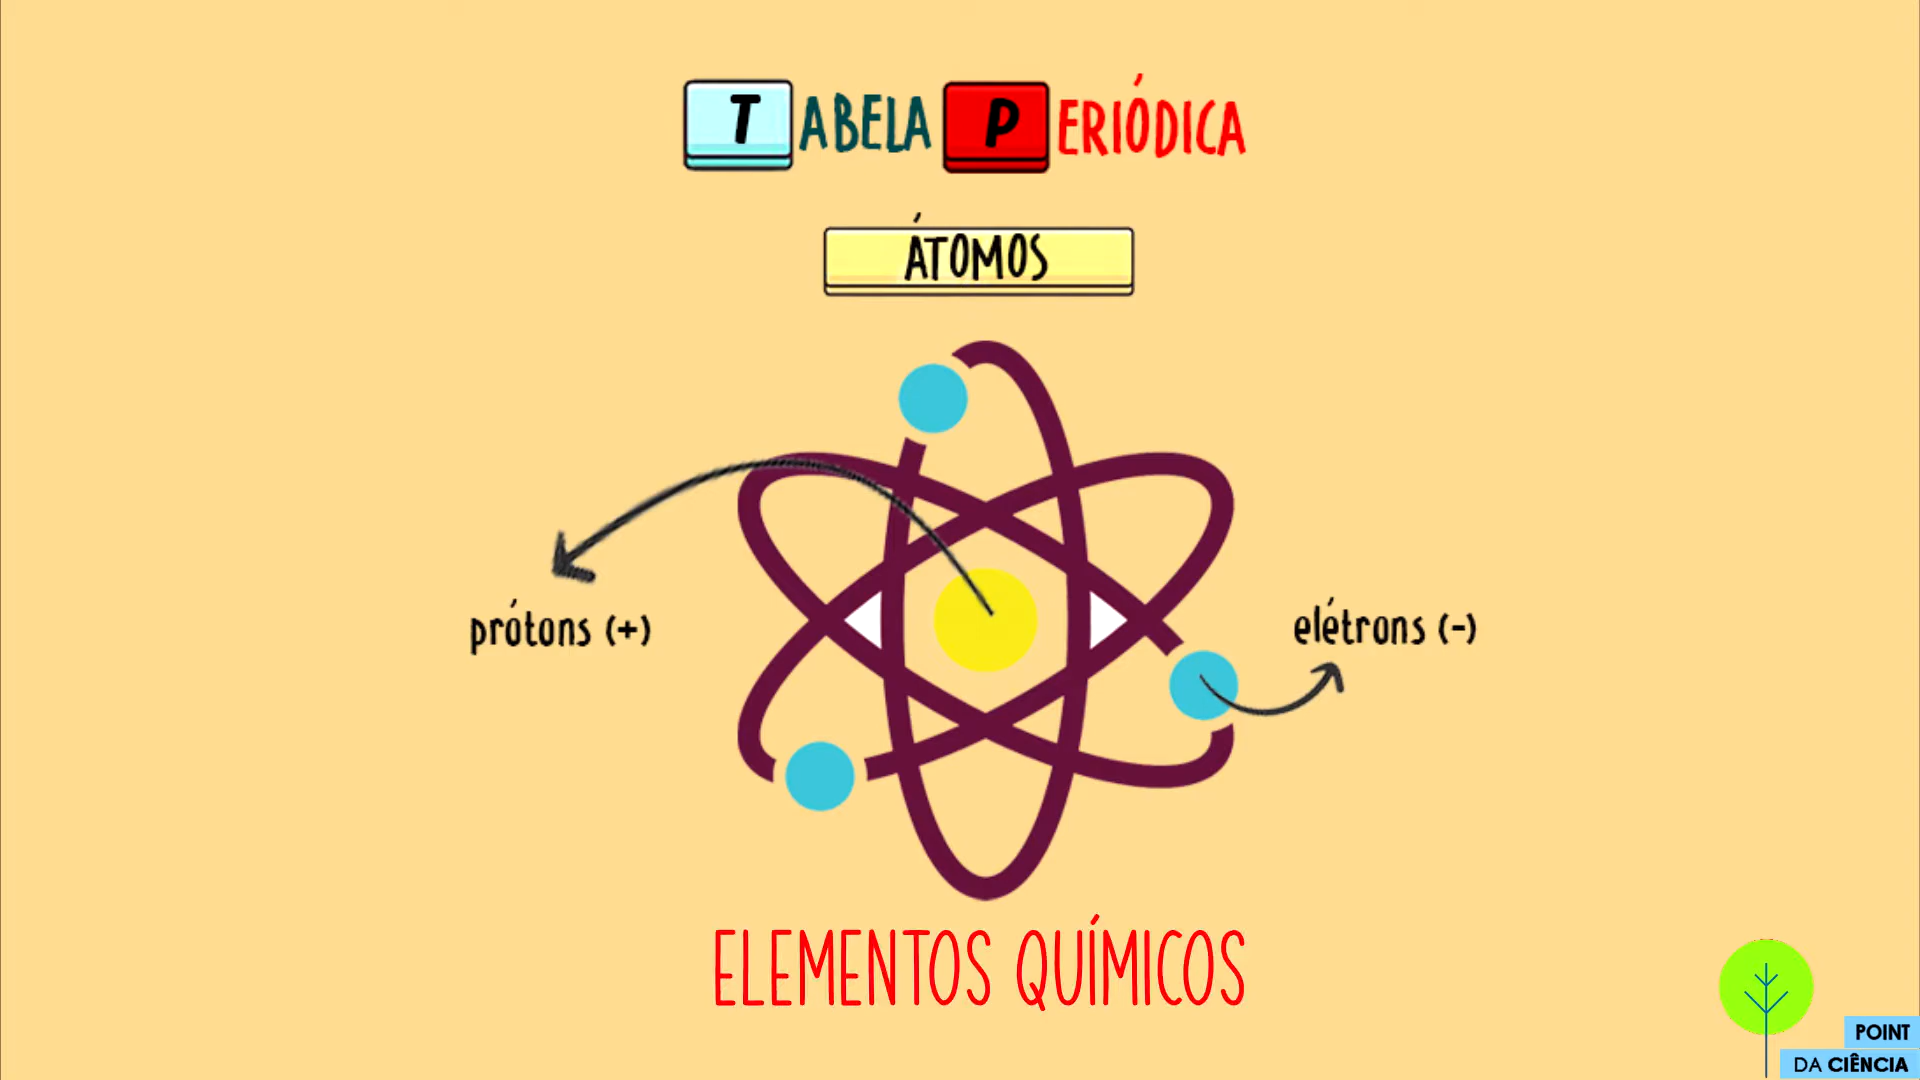 TABELA PERIÓDICA
ÁTOMOS
prótons (+)
elétrons (-)
ELEMENTOS QUÍMICOS
POINT
DA CIÊNCIA